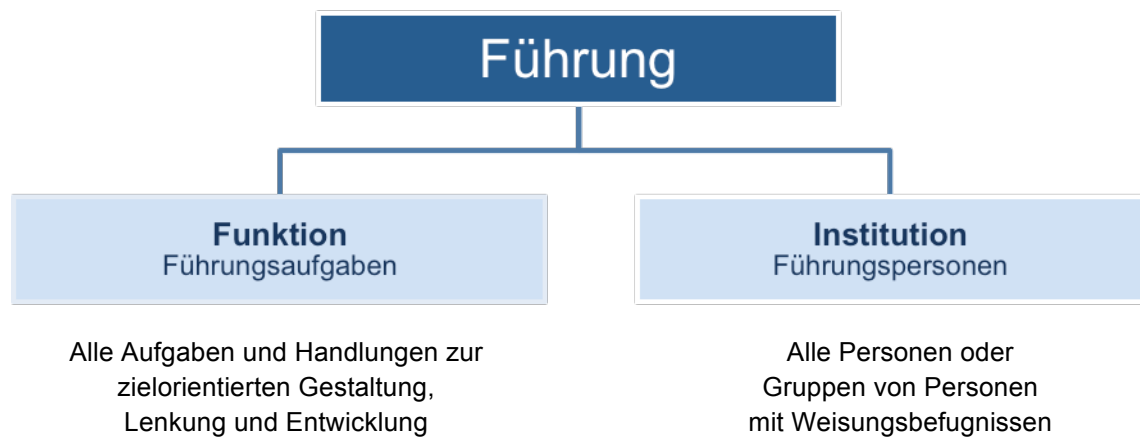 Führung
Funktion
Führungsaufgaben
Institution
Führungspersonen
Alle Aufgaben und Handlungen zur
zielorientierten Gestaltung,
Lenkung und Entwicklung
Alle Personen oder
Gruppen von Personen
mit Weisungsbefugnissen